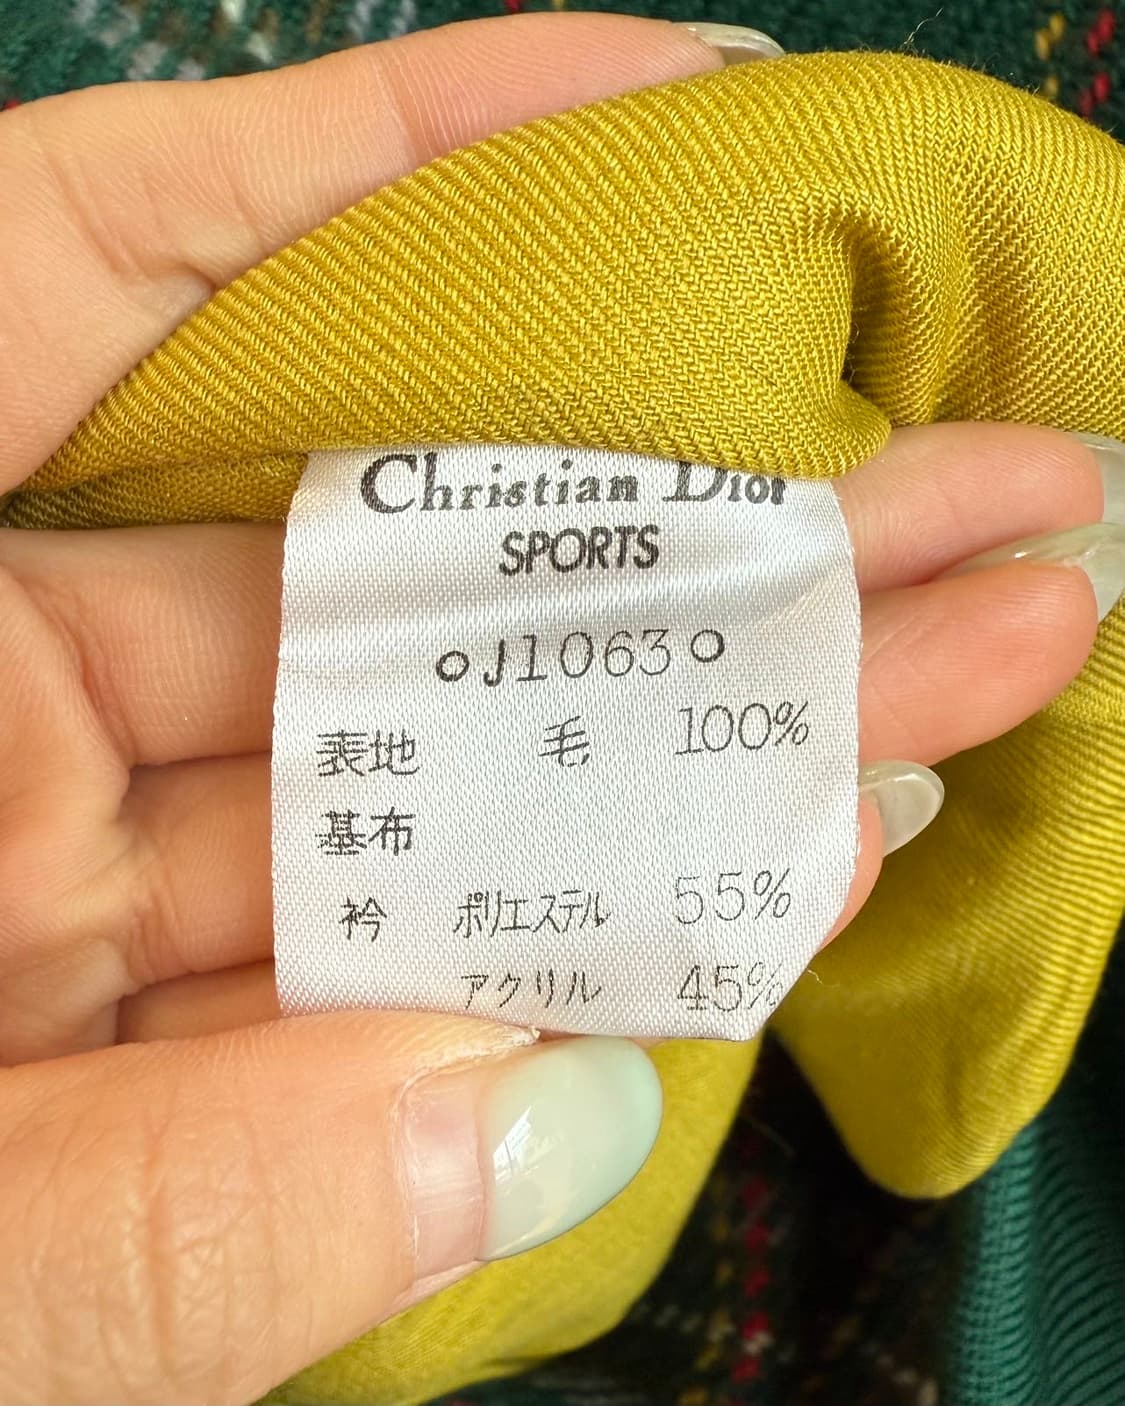 Christian Dior
SPORTS
○J1063○
表地 毛 100%
基布
衿 ポリエステル 55%
アクリル 45%